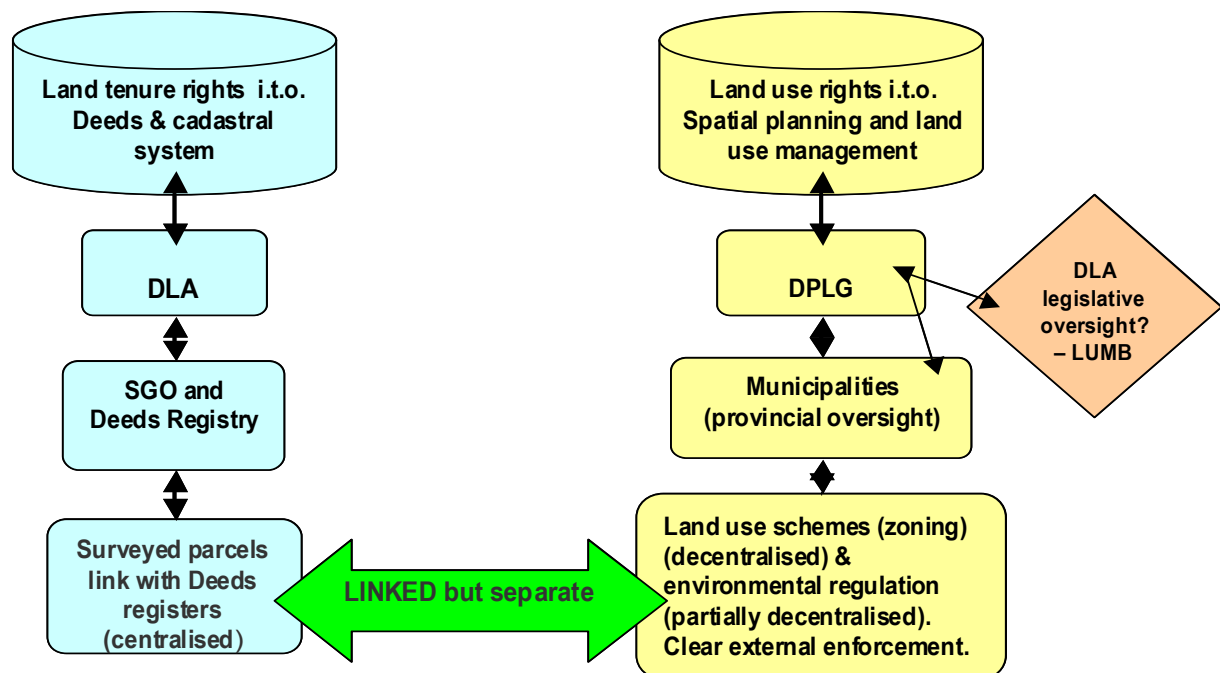 Land tenure rights i.t.o.
Deeds & cadastral
system
DLA
SGO and
Deeds Registry
Surveyed parcels
link with Deeds
registers
(centralised)
LINKED but separate
Land use rights i.t.o.
Spatial planning and land
use management
DPLG
Municipalities
(provincial oversight)
Land use schemes (zoning)
(decentralised) &
environmental regulation
(partially decentralised).
Clear external enforcement.
DLA
legislative
oversight?
– LUMB